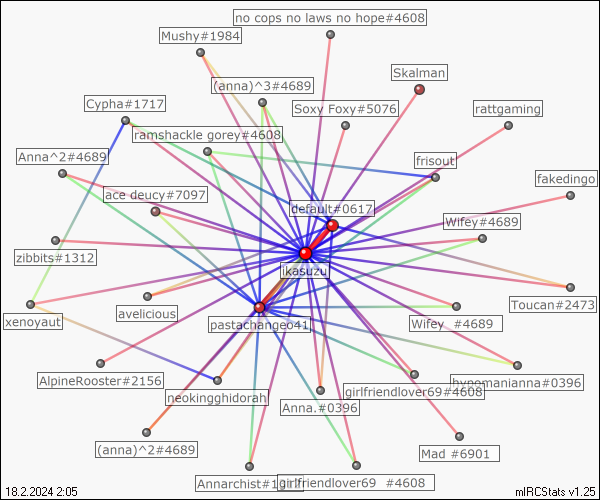 no cops no laws no hope#4608
Mushy#1984
Skalman
(anna)^3#4689
Cypha#1717
Soxy Foxy#5076
rattgaming
ramshackle gorey#4608
Anna^2#4689
frisout
ace deucy#7097
fakedingo
default#0617
Wifey#4689
zibbits#1312
ikasuzu
Toucan#2473
xenoyaut
avelicious
pastachangeo41
Wifey_#4689
AlpineRooster#2156
neokingghidorah
girlfriendlover69#4608
hypomanianna#0396
Anna.#0396
(anna)^2#4689
Mad #6901
Annarchist#
girlfriendlover69_#4608
18.2.2024 2:05
mIRCStats v1.25